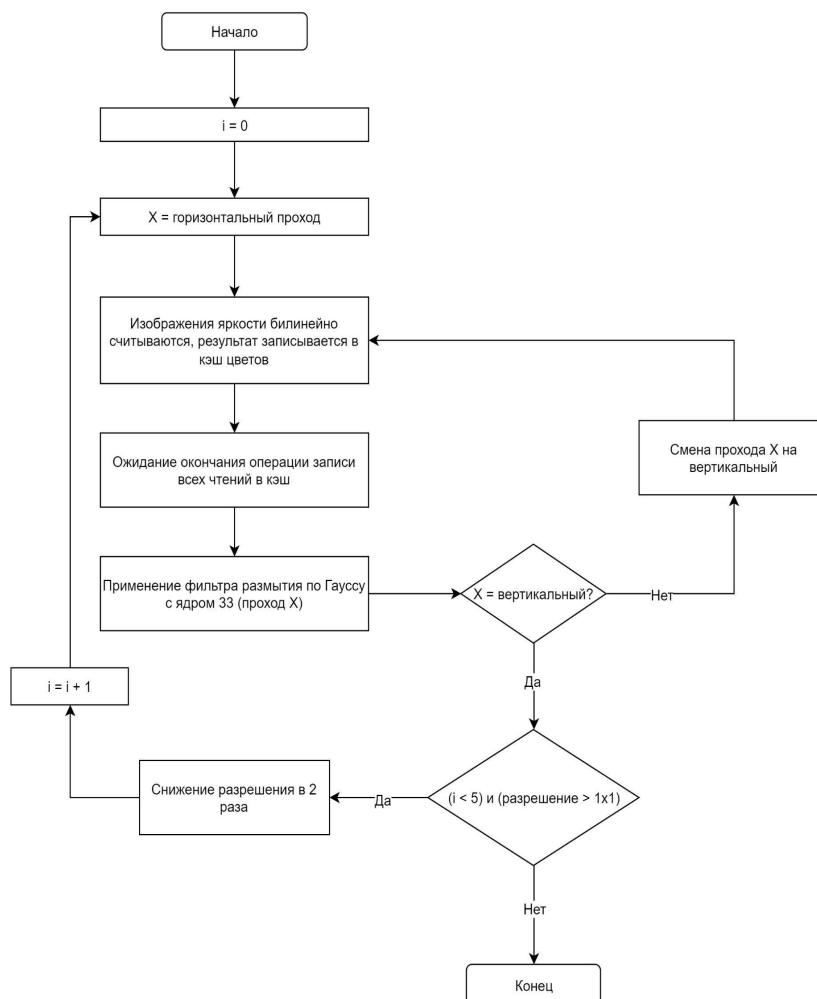 Начало
i = 0
X = горизонтальный проход
Изображения яркости билинейно
считываются, результат записывается в
кэш цветов
Ожидание окончания операции записи
всех чтений в кэш
Применение фильтра размытия по Гауссу
с ядром 33 (проход X)
X = вертикальный?
Нет
Смена прохода X на
вертикальный
Да
(i < 5) и (разрешение > 1x1)
Да
Снижение разрешения в 2
раза
i = i + 1
Нет
Конец